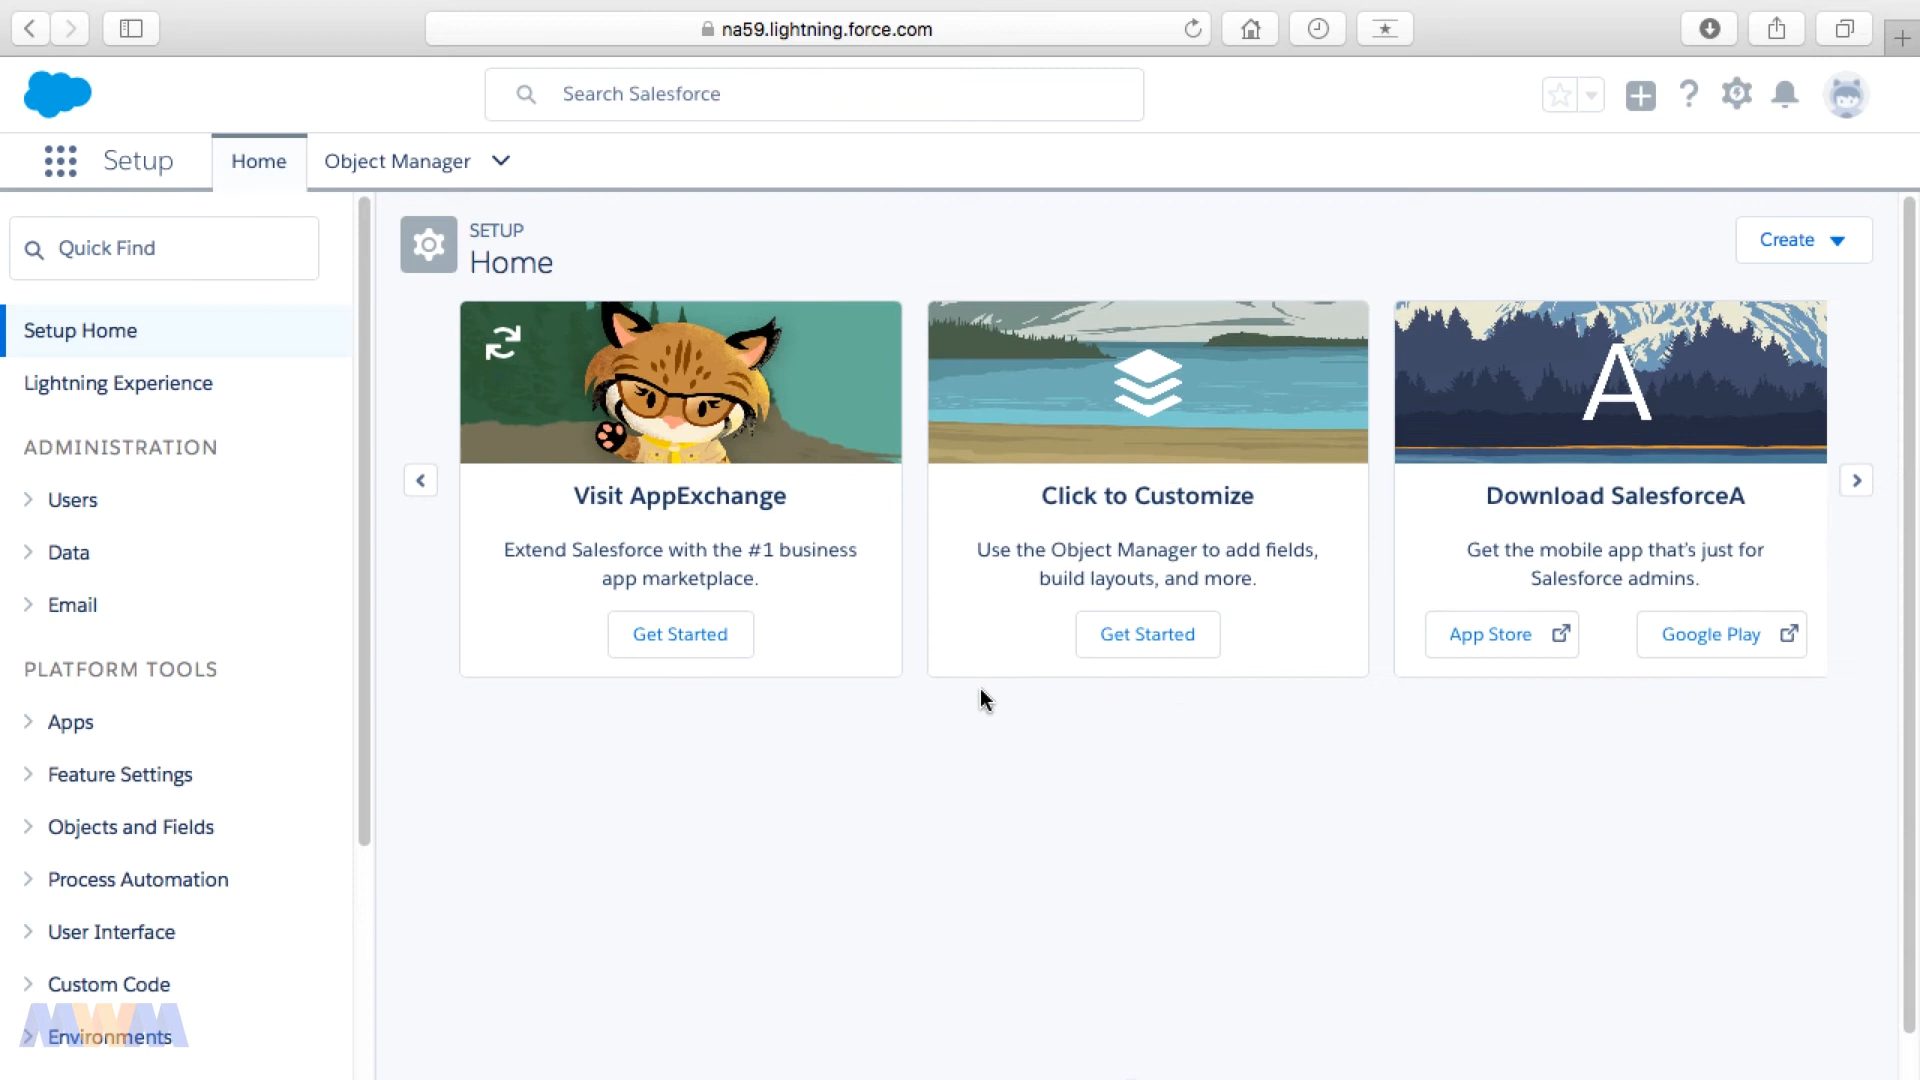 na59.lightning.force.com
Search Salesforce
Setup
Home
Object Manager
Quick Find
Setup Home
Lightning Experience
ADMINISTRATION
Users
Data
Email
PLATFORM TOOLS
Apps
Feature Settings
Objects and Fields
Process Automation
User Interface
Custom Code
Environments
MWM
SETUP
Home
Create
Visit AppExchange
Extend Salesforce with the #1 business
app marketplace.
Get Started
Click to Customize
Use the Object Manager to add fields,
build layouts, and more.
Get Started
A
Download SalesforceA
Get the mobile app that's just for
Salesforce admins.
App Store
Google Play